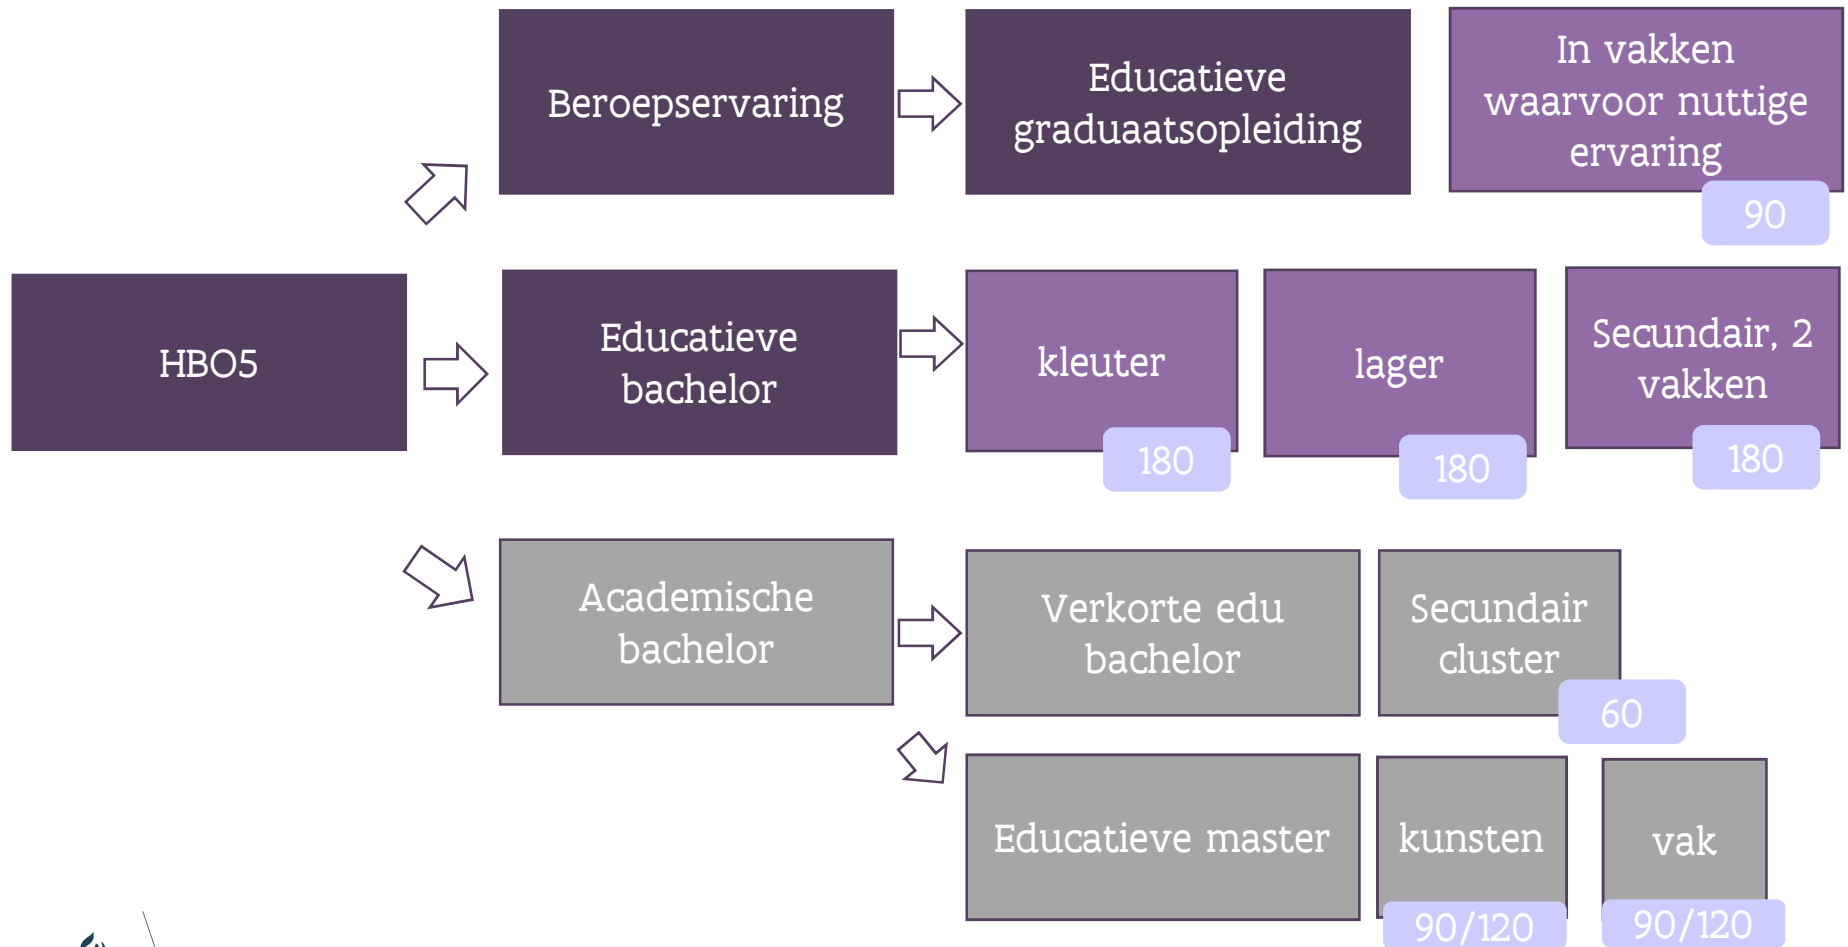 Beroepservaring
Educatieve
graduaatsopleiding
In vakken
waarvoor nuttige
ervaring
90
HBO5
Educatieve
bachelor
kleuter
180
lager
180
Secundair, 2
vakken
180
Academische
bachelor
Verkorte edu
bachelor
Secundair
cluster
60
Educatieve master
kunsten
90/120
vak
90/120